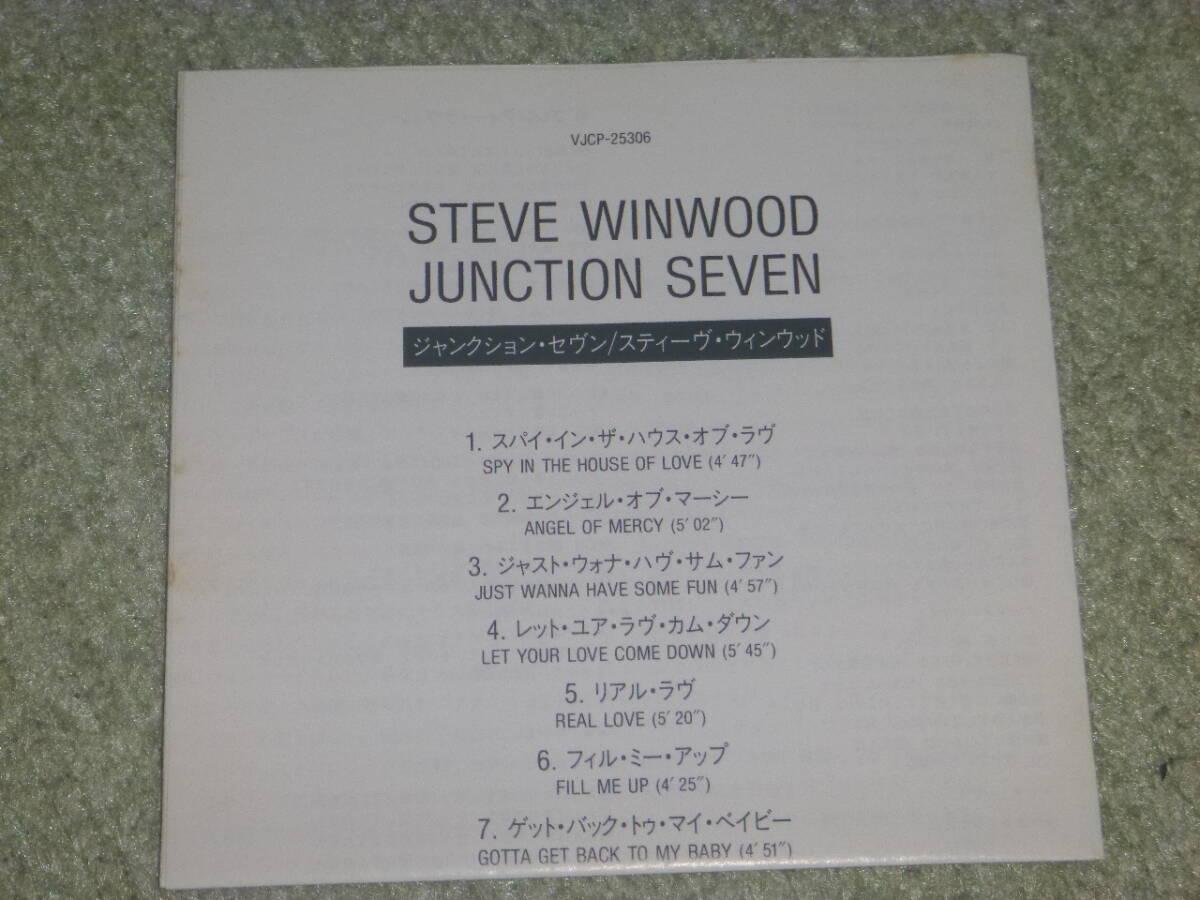 VJCP-25306
STEVE WINWOOD
JUNCTION SEVEN
ジャンクション・セヴン/スティーヴ・ウィンウッド
1. スパイ・イン・ザ・ハウス・オブ・ラヴ
SPY IN THE HOUSE OF LOVE (4′47″)
2. エンジェル・オブ・マーシー
ANGEL OF MERCY (5′02″)
3. ジャスト・ウォナ・ハヴ・サム・ファン
JUST WANNA HAVE SOME FUN (4′57″)
4. レット・ユア・ラヴ・カム・ダウン
LET YOUR LOVE COME DOWN (5′45″)
5. リアル・ラヴ
REAL LOVE (5′20″)
6. フィル・ミー・アップ
FILL ME UP (4′25″)
7. ゲット・バック・トゥ・マイ・ベイビー
GOTTA GET BACK TO MY BABY (4′51″)